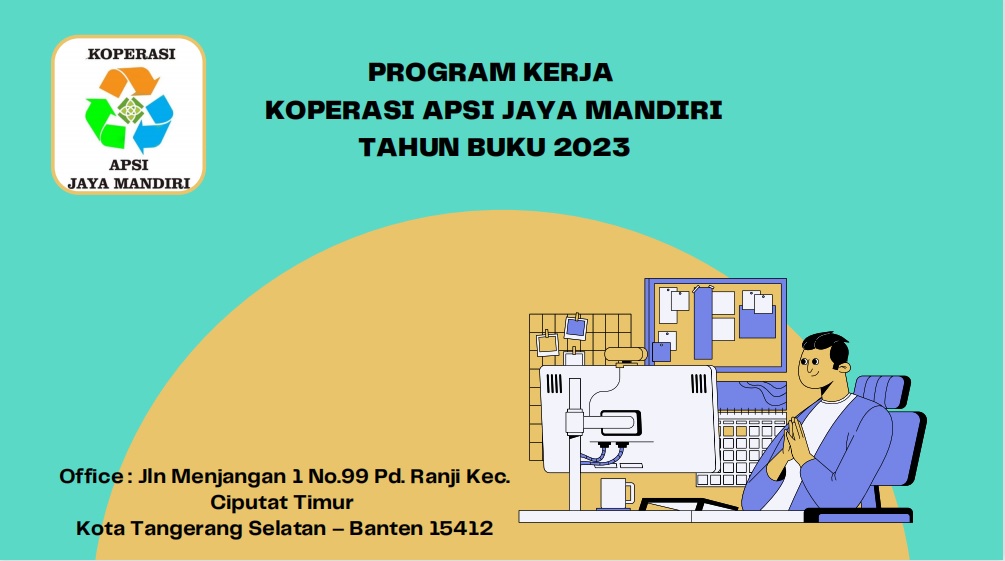 KOPERASI
APSI
JAYA MANDIRI
PROGRAM KERJA
KOPERASI APSI JAYA MANDIRI
TAHUN BUKU 2023
Office : Jln Menjangan 1 No.99 Pd. Ranji Kec.
Ciputat Timur
Kota Tangerang Selatan – Banten 15412